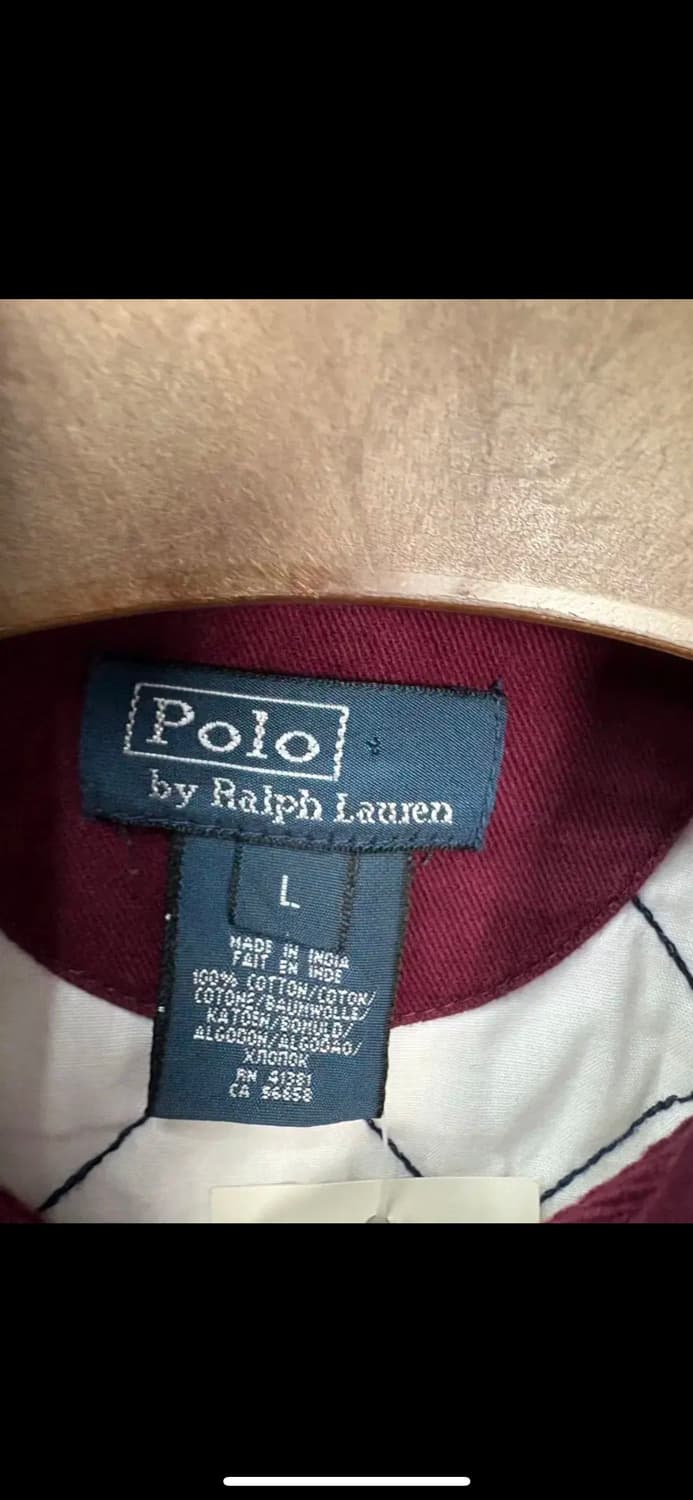 Polo
by Ralph Lauren
L
MADE IN INDIA
FAIT EN INDE
100% COTTON/COTON/
COTONE/BAUMWOLLE/
KATOEN/BOMULD/
ALGODON/ALGODAO/
ХЛОПОК
RN 41381
CA 56658